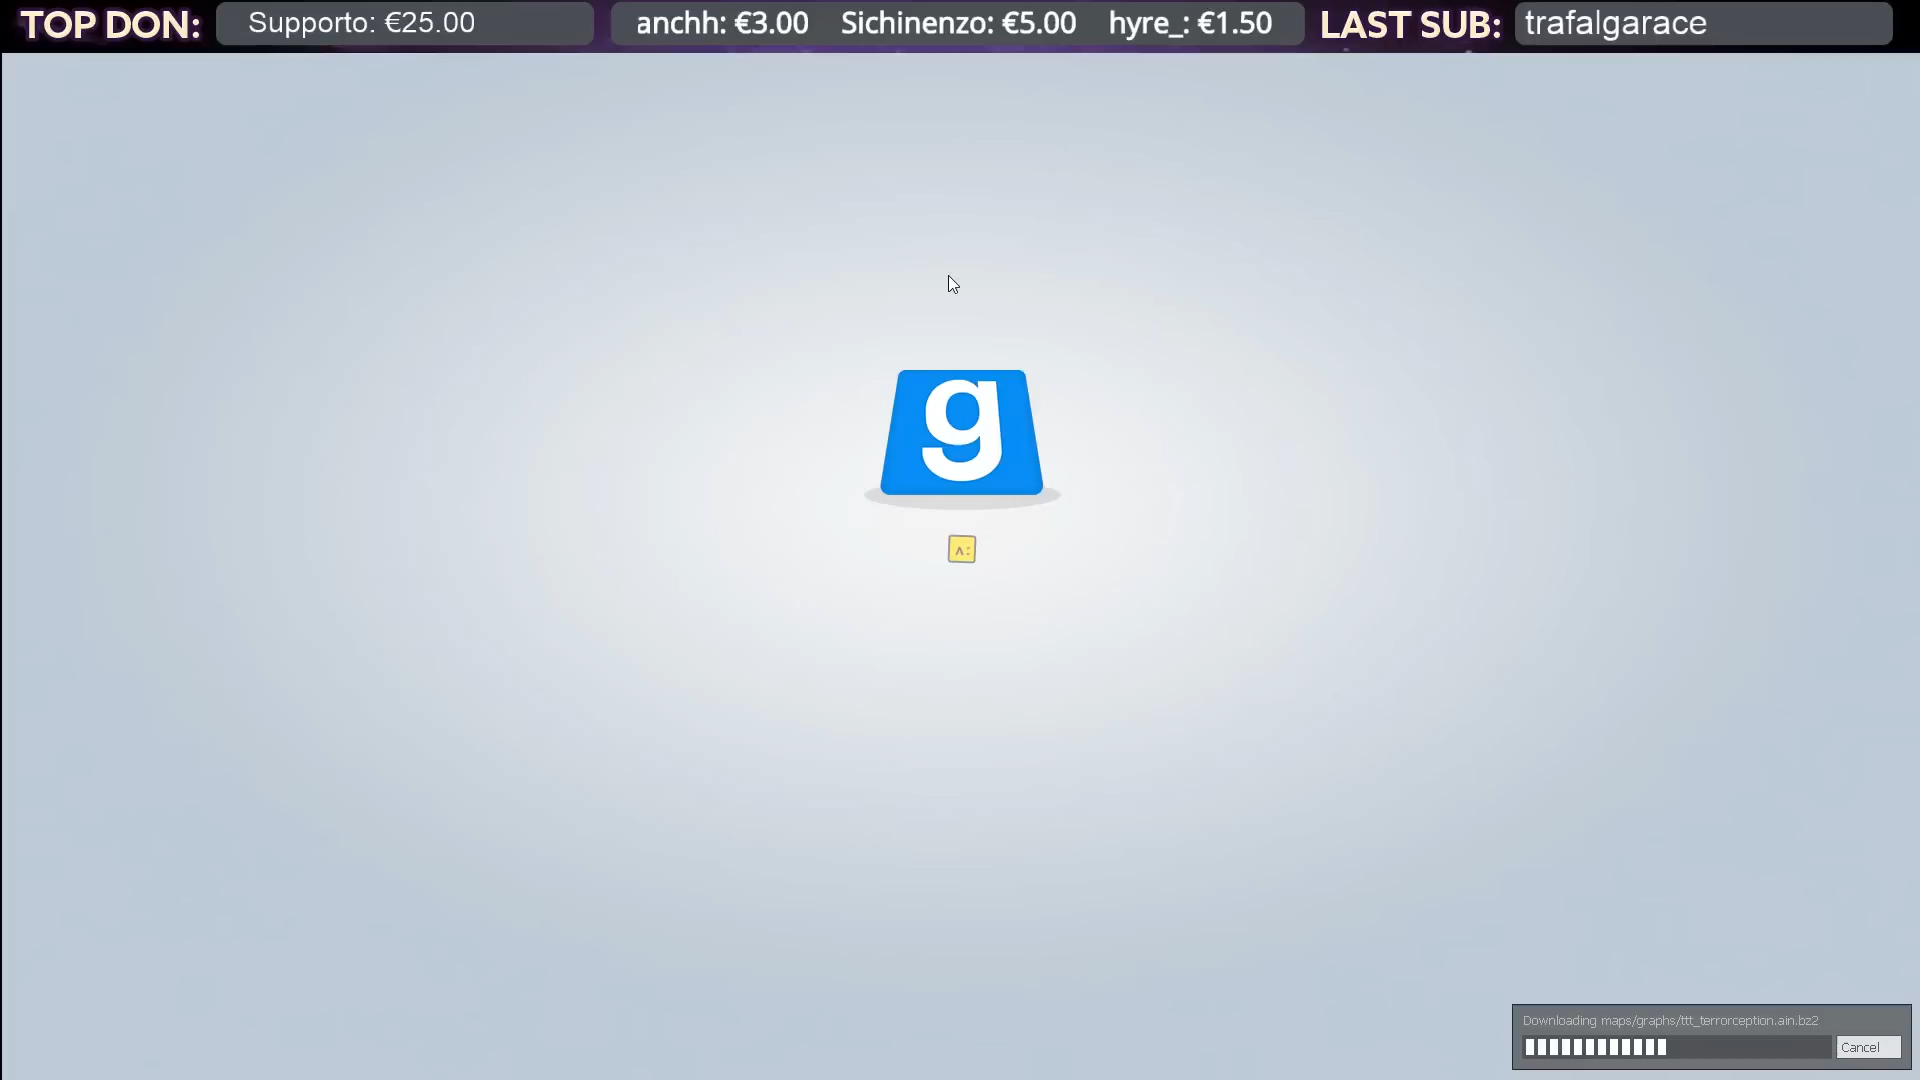 TOP DON: Supporto: €25.00 anchh: €3.00 Sichinenzo: €5.00 hyre_: €1.50 LAST SUB: trafalgarace
g
Downloading maps/graphs/ttt_terrorception.ain.bz2
Cancel